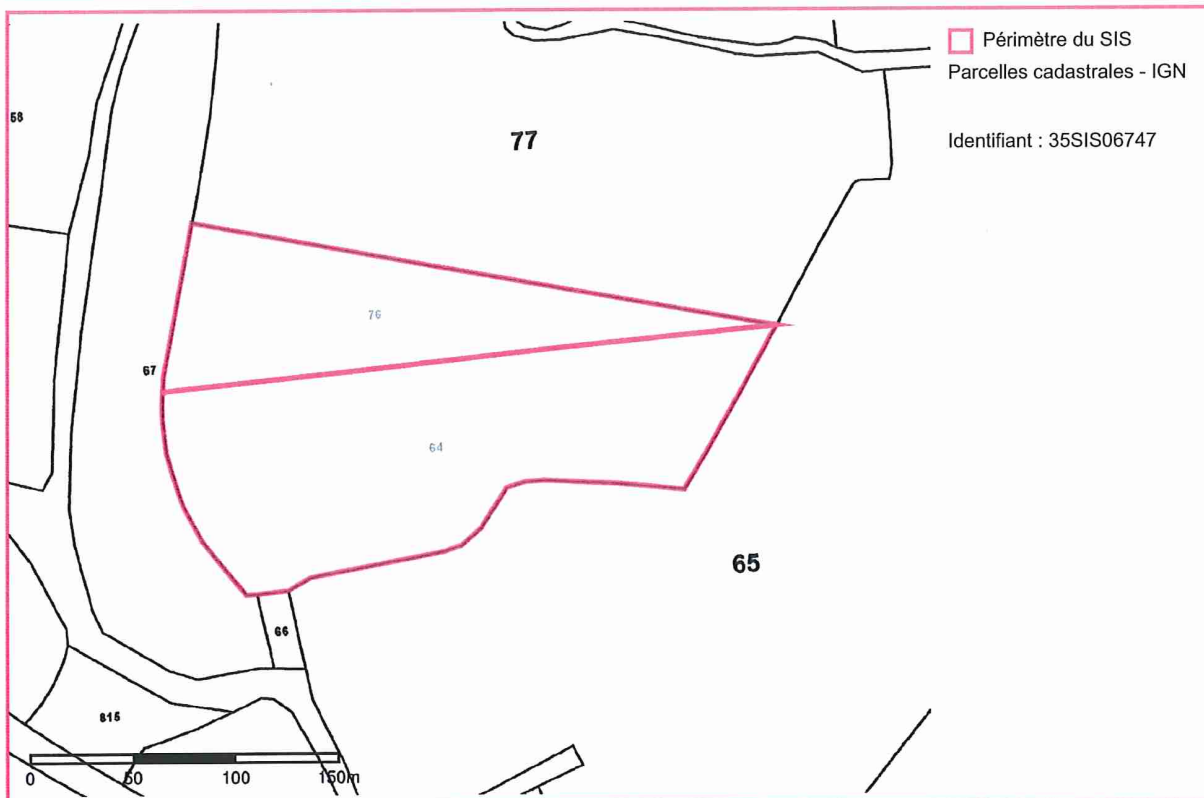 Périmètre du SIS
Parcelles cadastrales - IGN
Identifiant : 35SIS06747
58
77
76
67
64
65
66
815
0 50 100 150m